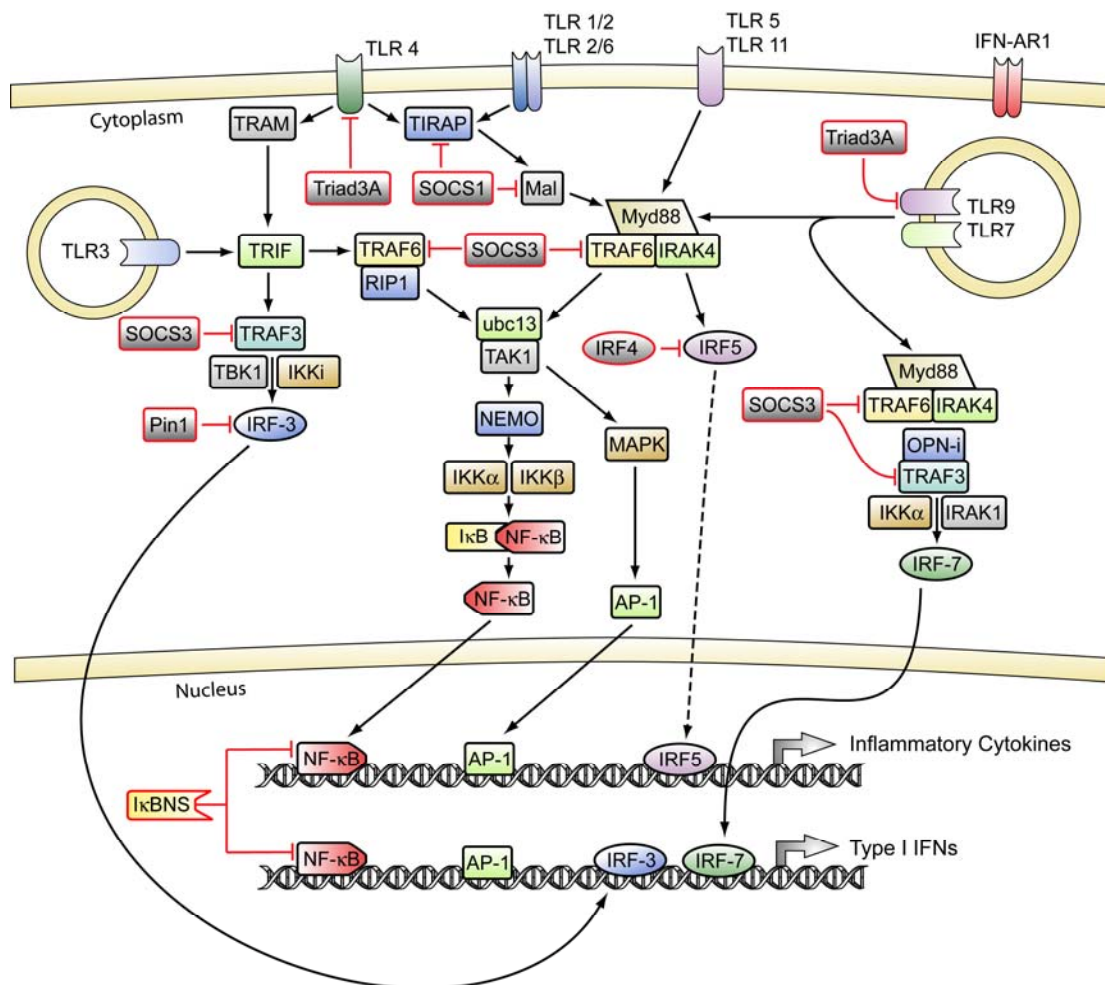 TLR 4
TLR 1/2
TLR 2/6
TLR 5
TLR 11
IFN-AR1
Cytoplasm
TRAM
TIRAP
Triad3A
Triad3A
SOCS1
Mal
TLR9
TLR7
Myd88
TLR3
TRIF
TRAF6
SOCS3
TRAF6
IRAK4
RIP1
SOCS3
TRAF3
ubc13
TAK1
IRF4
IRF5
TBK1
IKKi
Myd88
Pin1
IRF-3
NEMO
MAPK
SOCS3
TRAF6
IRAK4
OPN-i
TRAF3
IKKα
IKKβ
IKKα
IRAK1
IκB
NF-κB
IRF-7
NF-κB
AP-1
Nucleus
NF-κB
AP-1
IRF5
Inflammatory Cytokines
IκBNS
NF-κB
AP-1
IRF-3
IRF-7
Type I IFNs